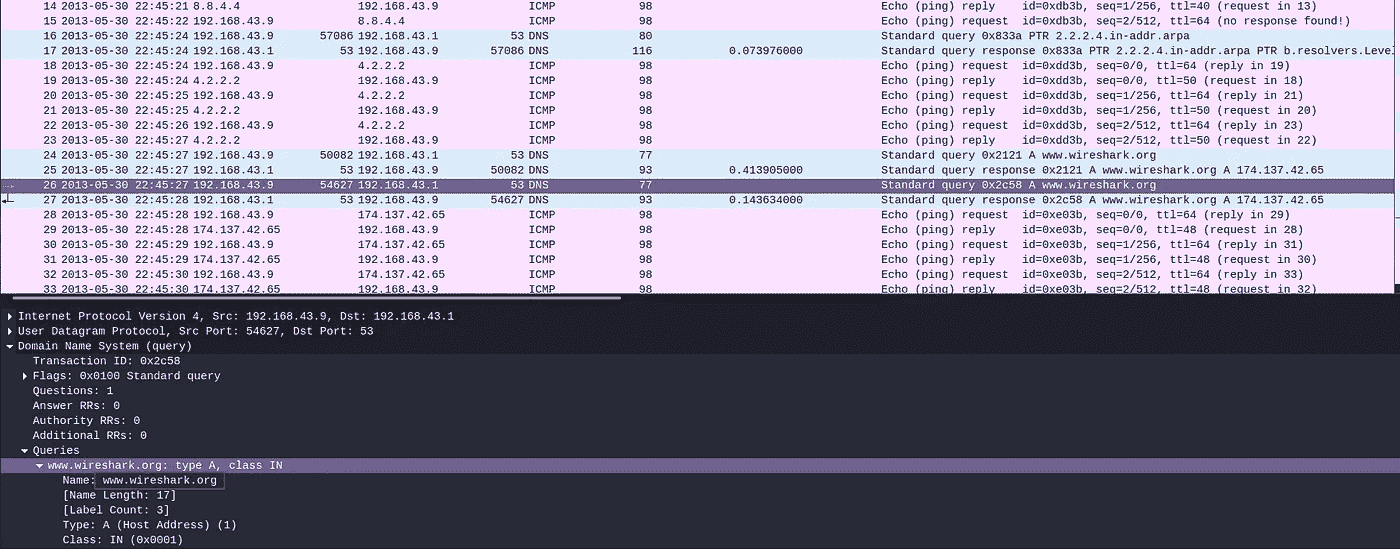 14 2013-05-30 22:45:21 8.8.4.4 192.168.43.9 ICMP 98 Echo (ping) reply id=0xdb3b, seq=1/256, ttl=40 (request in 13)
15 2013-05-30 22:45:22 192.168.43.9 8.8.4.4 ICMP 98 Echo (ping) request id=0xdb3b, seq=2/512, ttl=64 (no response found!)
16 2013-05-30 22:45:24 192.168.43.9 57086 192.168.43.1 53 DNS 80 Standard query 0x833a PTR 2.2.2.4.in-addr.arpa
17 2013-05-30 22:45:24 192.168.43.1 53 192.168.43.9 57086 DNS 116 0.073976000 Standard query response 0x833a PTR 2.2.2.4.in-addr.arpa PTR b.resolvers.Level
18 2013-05-30 22:45:24 192.168.43.9 4.2.2.2 ICMP 98 Echo (ping) request id=0xdd3b, seq=0/0, ttl=64 (reply in 19)
19 2013-05-30 22:45:24 4.2.2.2 192.168.43.9 ICMP 98 Echo (ping) reply id=0xdd3b, seq=0/0, ttl=50 (request in 18)
20 2013-05-30 22:45:25 192.168.43.9 4.2.2.2 ICMP 98 Echo (ping) request id=0xdd3b, seq=1/256, ttl=64 (reply in 21)
21 2013-05-30 22:45:25 4.2.2.2 192.168.43.9 ICMP 98 Echo (ping) reply id=0xdd3b, seq=1/256, ttl=50 (request in 20)
22 2013-05-30 22:45:26 192.168.43.9 4.2.2.2 ICMP 98 Echo (ping) request id=0xdd3b, seq=2/512, ttl=64 (reply in 23)
23 2013-05-30 22:45:27 4.2.2.2 192.168.43.9 ICMP 98 Echo (ping) reply id=0xdd3b, seq=2/512, ttl=50 (request in 22)
24 2013-05-30 22:45:27 192.168.43.9 50082 192.168.43.1 53 DNS 77 Standard query 0x2121 A www.wireshark.org
25 2013-05-30 22:45:27 192.168.43.1 53 192.168.43.9 50082 DNS 93 0.413905000 Standard query response 0x2121 A www.wireshark.org A 174.137.42.65
26 2013-05-30 22:45:27 192.168.43.9 54627 192.168.43.1 53 DNS 77 Standard query 0x2c58 A www.wireshark.org
27 2013-05-30 22:45:28 192.168.43.1 53 192.168.43.9 54627 DNS 93 0.143634000 Standard query response 0x2c58 A www.wireshark.org A 174.137.42.65
28 2013-05-30 22:45:28 192.168.43.9 174.137.42.65 ICMP 98 Echo (ping) request id=0xe03b, seq=0/0, ttl=64 (reply in 29)
29 2013-05-30 22:45:28 174.137.42.65 192.168.43.9 ICMP 98 Echo (ping) reply id=0xe03b, seq=0/0, ttl=48 (request in 28)
30 2013-05-30 22:45:29 192.168.43.9 174.137.42.65 ICMP 98 Echo (ping) request id=0xe03b, seq=1/256, ttl=64 (reply in 31)
31 2013-05-30 22:45:29 174.137.42.65 192.168.43.9 ICMP 98 Echo (ping) reply id=0xe03b, seq=1/256, ttl=48 (request in 30)
32 2013-05-30 22:45:30 192.168.43.9 174.137.42.65 ICMP 98 Echo (ping) request id=0xe03b, seq=2/512, ttl=64 (reply in 33)
33 2013-05-30 22:45:30 174.137.42.65 192.168.43.9 ICMP 98 Echo (ping) reply id=0xe03b, seq=2/512, ttl=48 (request in 32)
Internet Protocol Version 4, Src: 192.168.43.9, Dst: 192.168.43.1
User Datagram Protocol, Src Port: 54627, Dst Port: 53
Domain Name System (query)
Transaction ID: 0x2c58
Flags: 0x0100 Standard query
Questions: 1
Answer RRs: 0
Authority RRs: 0
Additional RRs: 0
Queries
www.wireshark.org: type A, class IN
Name: www.wireshark.org
[Name Length: 17]
[Label Count: 3]
Type: A (Host Address) (1)
Class: IN (0x0001)